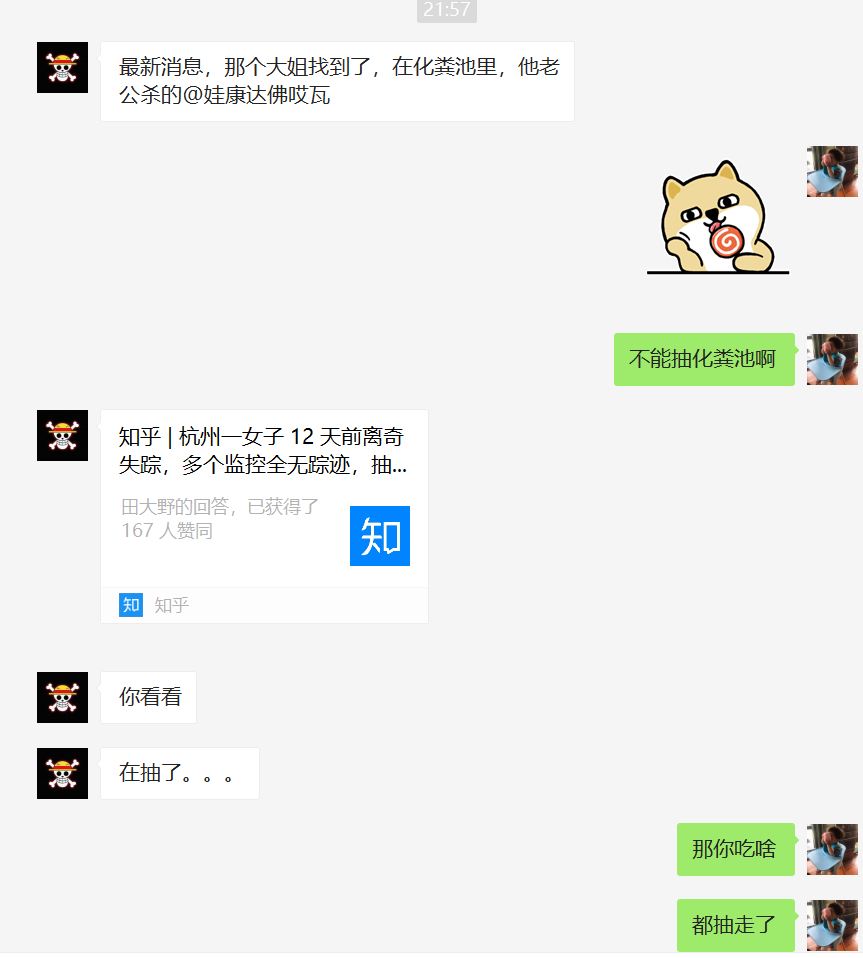 21:57
最新消息，那个大姐找到了，在化粪池里，他老
公杀的@娃康达佛哎瓦
不能抽化粪池啊
知乎 | 杭州一女子 12 天前离奇
失踪，多个监控全无踪迹，抽...
田大野的回答，已获得了
167 人赞同
知
知 知乎
你看看
在抽了。。。
那你吃啥
都抽走了